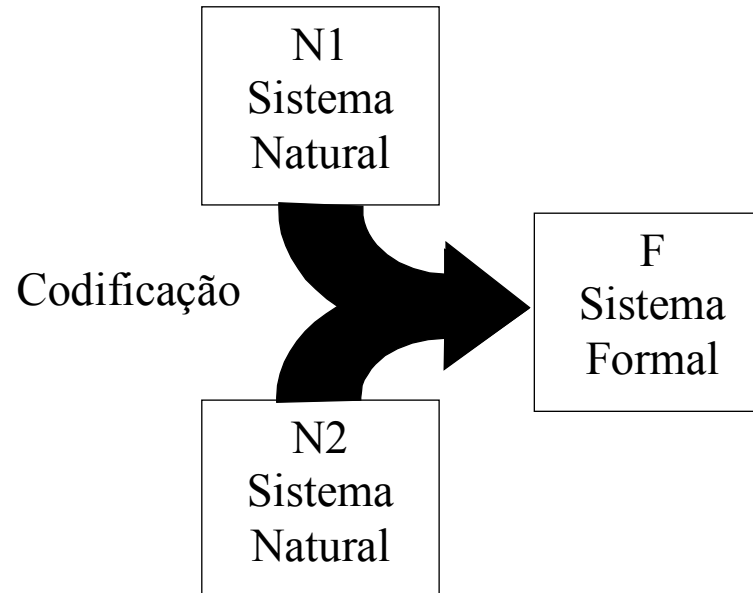 N1
Sistema
Natural
Codificação
F
Sistema
Formal
N2
Sistema
Natural